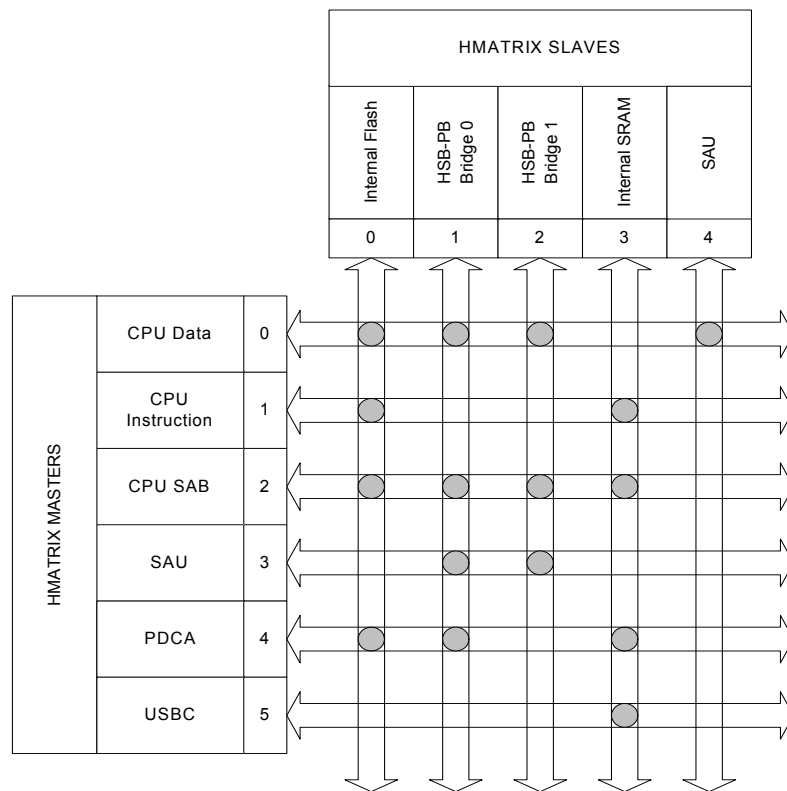 HMATRIX SLAVES
Internal Flash
HSB-PB
Bridge 0
HSB-PB
Bridge 1
Internal SRAM
SAU
0
1
2
3
4
HMATRIX MASTERS
CPU Data
0
CPU
Instruction
1
CPU SAB
2
SAU
3
PDCA
4
USBC
5